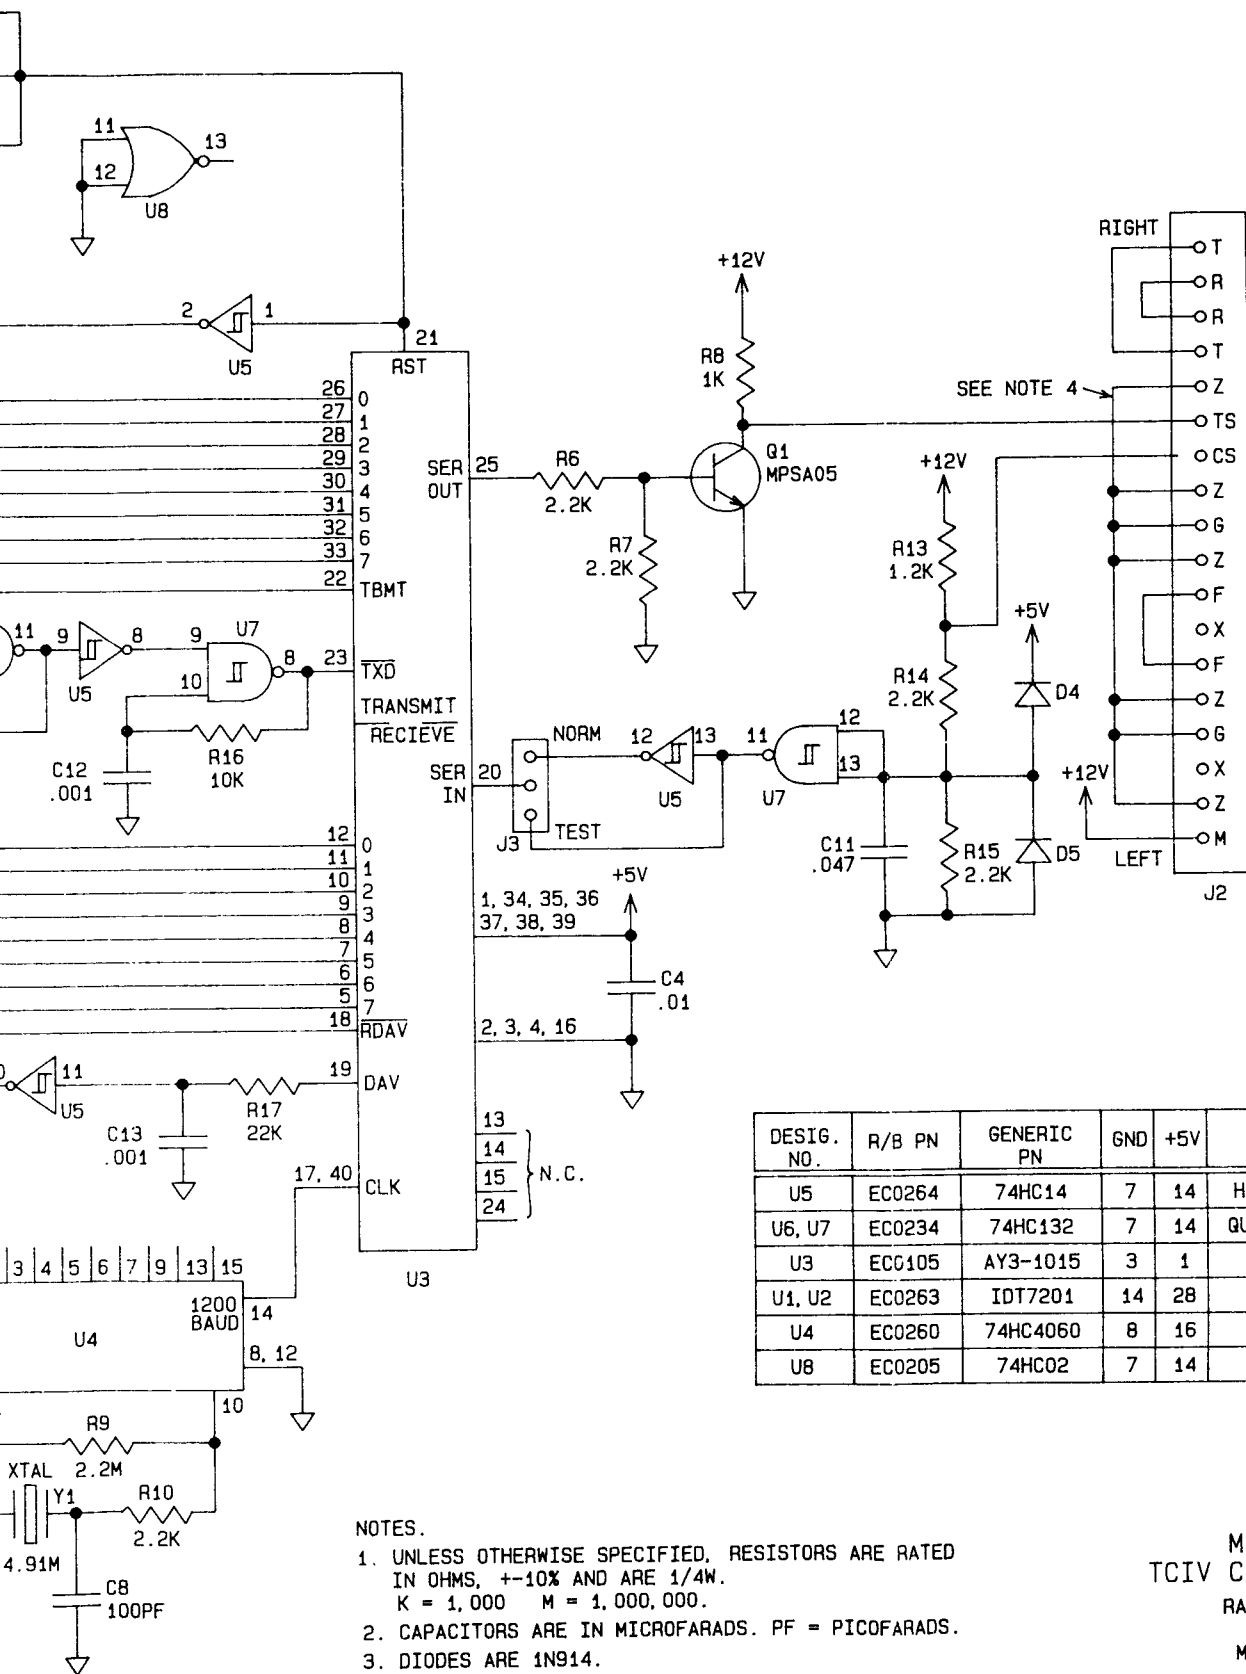 11
12
13
U8
2
1
U5
21
RST
26 0
27 1
28 2
29 3
30 4
31 5
32 6
33 7
22 TBMT
SER OUT 25
R6
2.2K
R7
2.2K
+12V
R8
1K
Q1
MPSA05
RIGHT
T
R
R
T
Z
SEE NOTE 4
TS
CS
Z
G
Z
F
X
F
Z
G
X
Z
M
LEFT
J2
+12V
R13
1.2K
R14
2.2K
+5V
D4
+12V
D5
R15
2.2K
C11
.047
11
9
8
U5
9
10
U7
8
23 TXD
TRANSMIT
RECIEVE
R16
10K
C12
.001
SER IN 20
NORM
TEST
J3
12
13
U5
11
U7
12
13
12 0
11 1
10 2
9 3
8 4
7 5
6 6
5 7
18 RDAV
19 DAV
+5V
1, 34, 35, 36
37, 38, 39
C4
.01
2, 3, 4, 16
11
U5
R17
22K
C13
.001
17, 40 CLK
13
14
15
24
N.C.
U3
3 4 5 6 7 9 13 15
1200
BAUD
14
U4
8, 12
10
R9
2.2M
XTAL
Y1
4.91M
R10
2.2K
C8
100PF
DESIG. NO. R/B PN GENERIC PN GND +5V
U5 EC0264 74HC14 7 14 H
U6, U7 EC0234 74HC132 7 14 QU
U3 EC0105 AY3-1015 3 1
U1, U2 EC0263 IDT7201 14 28
U4 EC0260 74HC4060 8 16
U8 EC0205 74HC02 7 14
NOTES.
1. UNLESS OTHERWISE SPECIFIED, RESISTORS ARE RATED
IN OHMS, +-10% AND ARE 1/4W.
K = 1,000 M = 1,000,000.
2. CAPACITORS ARE IN MICROFARADS. PF = PICOFARADS.
3. DIODES ARE 1N914.
M
TCIV C
RA
M